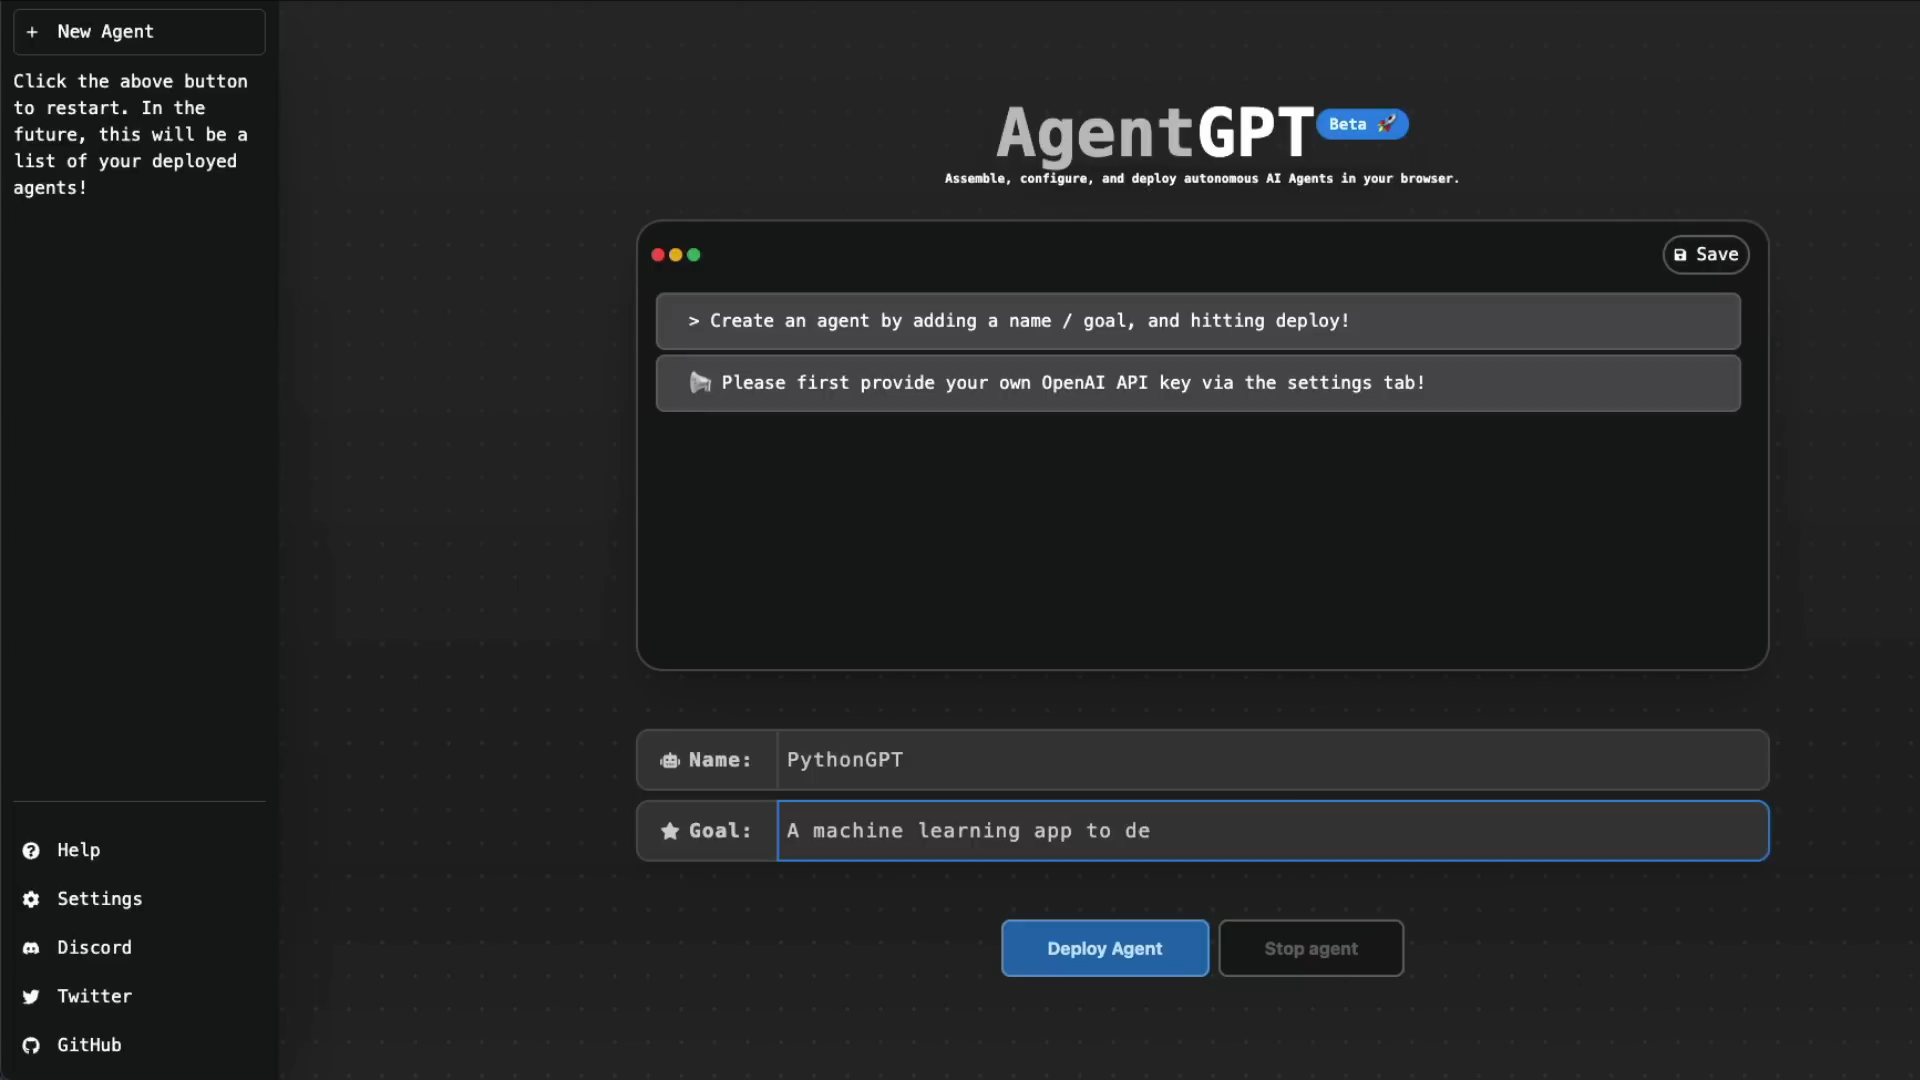 + New Agent
Click the above button
to restart. In the
future, this will be a
list of your deployed
agents!
Help
Settings
Discord
Twitter
GitHub
AgentGPT Beta 🚀
Assemble, configure, and deploy autonomous AI Agents in your browser.
Save
> Create an agent by adding a name / goal, and hitting deploy!
📢 Please first provide your own OpenAI API key via the settings tab!
Name: PythonGPT
Goal: A machine learning app to de
Deploy Agent Stop agent